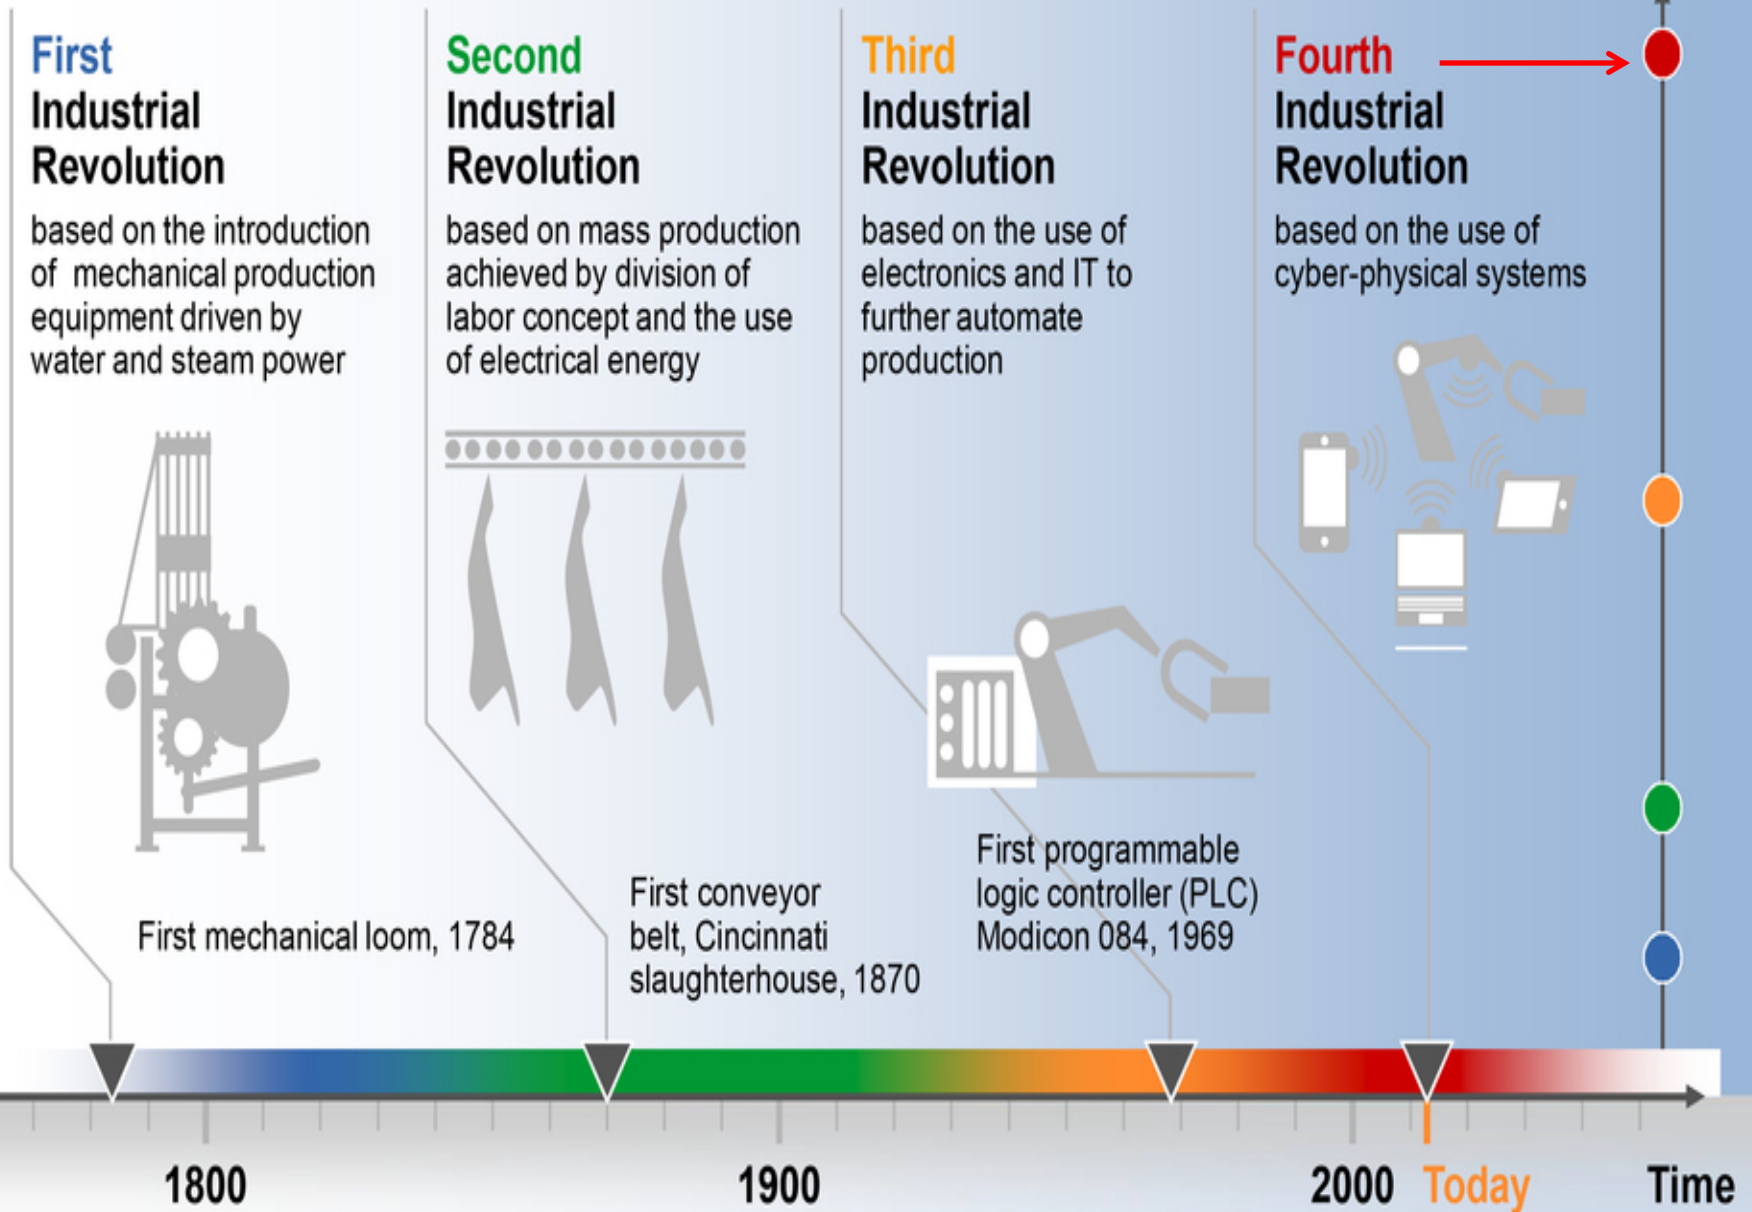 First
Industrial
Revolution
based on the introduction
of mechanical production
equipment driven by
water and steam power
First mechanical loom, 1784
Second
Industrial
Revolution
based on mass production
achieved by division of
labor concept and the use
of electrical energy
First conveyor
belt, Cincinnati
slaughterhouse, 1870
Third
Industrial
Revolution
based on the use of
electronics and IT to
further automate
production
First programmable
logic controller (PLC)
Modicon 084, 1969
Fourth
Industrial
Revolution
based on the use of
cyber-physical systems
1800 1900 2000 Today Time